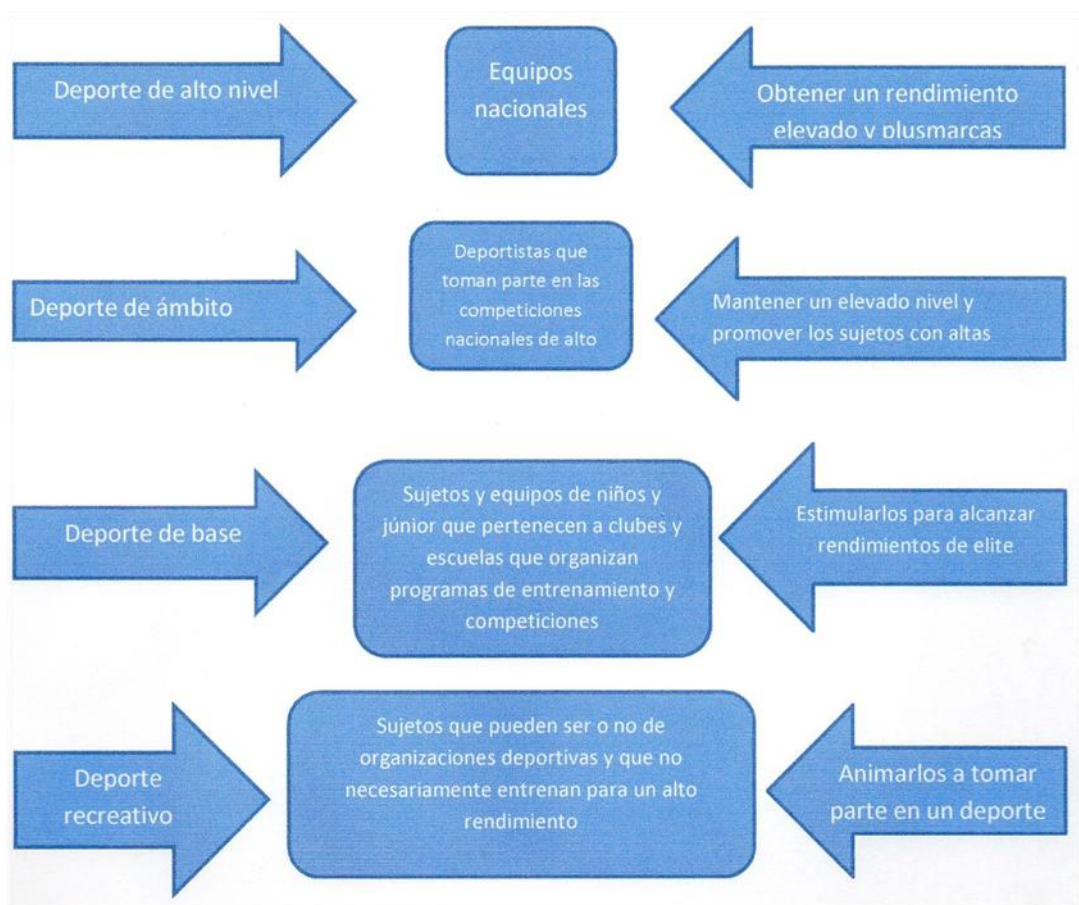 Deporte de alto nivel
Equipos
nacionales
Obtener un rendimiento
elevado y plusmarcas
Deporte de ámbito
Deportistas que
toman parte en las
competiciones
nacionales de alto
Mantener un elevado nivel y
promover los sujetos con altas
Deporte de base
Sujetos y equipos de niños y
júnior que pertenecen a clubes y
escuelas que organizan
programas de entrenamiento y
competiciones
Estimularlos para alcanzar
rendimientos de elite
Deporte
recreativo
Sujetos que pueden ser o no de
organizaciones deportivas y que no
necesariamente entrenan para un alto
rendimiento
Animarlos a tomar
parte en un deporte